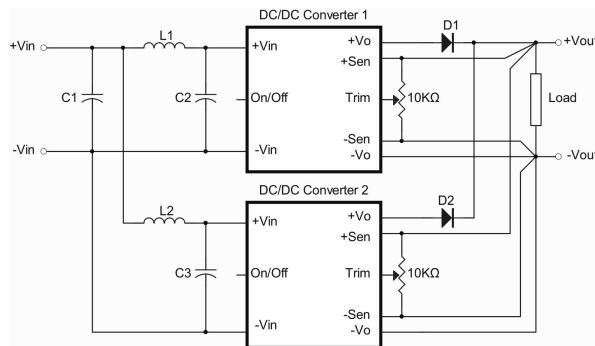 DC/DC Converter 1
+Vin
L1
+Vin
+Vo
D1
+Vout
+Sen
C1
C2
On/Off
Trim
10KΩ
Load
-Sen
-Vin
-Vin
-Vo
-Vout
DC/DC Converter 2
L2
+Vin
+Vo
D2
+Sen
C3
On/Off
Trim
10KΩ
-Sen
-Vin
-Vo